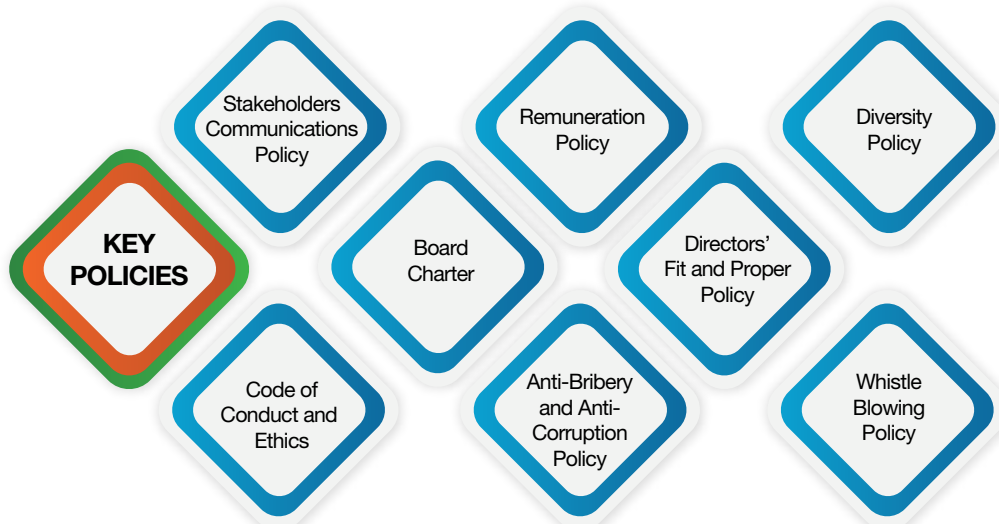 KEY
POLICIES
Stakeholders
Communications
Policy
Remuneration
Policy
Diversity
Policy
Board
Charter
Directors’
Fit and Proper
Policy
Code of
Conduct and
Ethics
Anti-Bribery
and Anti-
Corruption
Policy
Whistle
Blowing
Policy